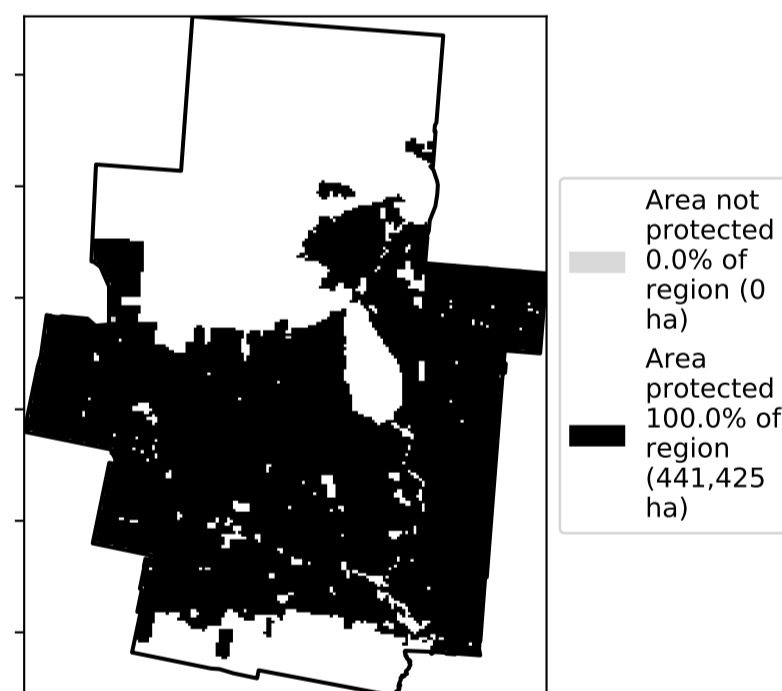 Area not
protected
0.0% of
region (0
ha)
Area
protected
100.0% of
region
(441,425
ha)